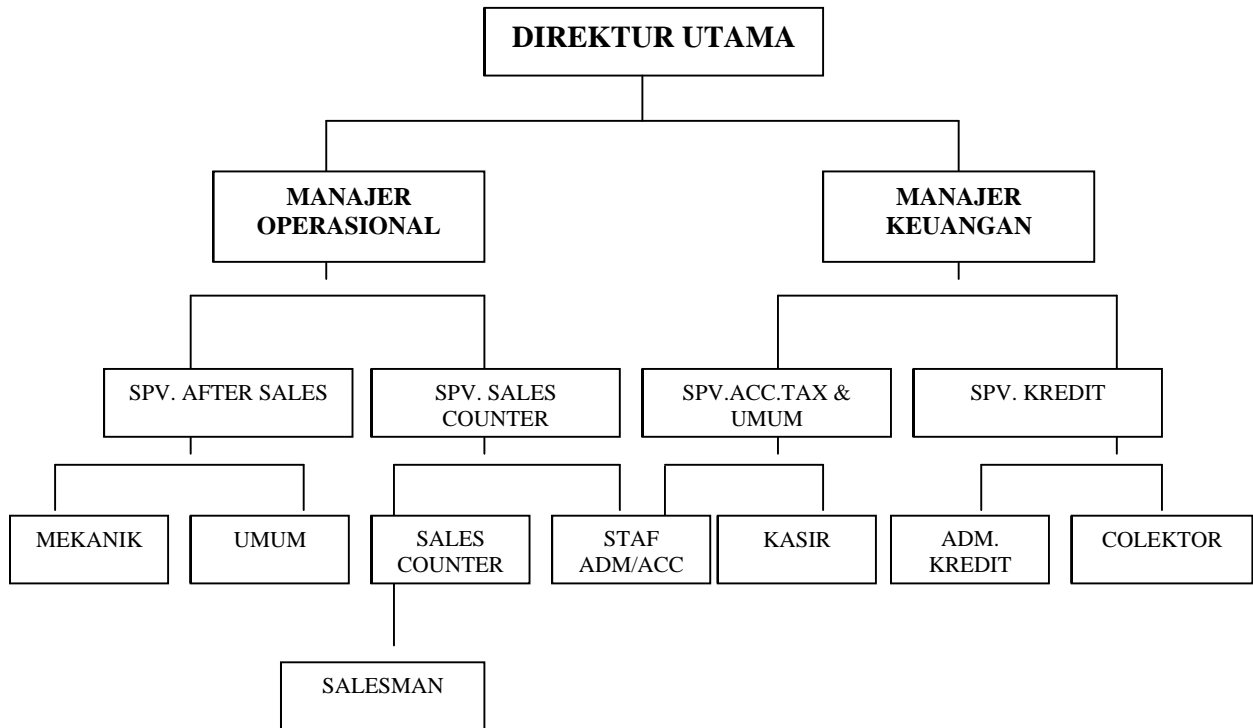 DIREKTUR UTAMA
MANAJER
OPERASIONAL
MANAJER
KEUANGAN
SPV. AFTER SALES
SPV. SALES
COUNTER
SPV.ACC.TAX &
UMUM
SPV. KREDIT
MEKANIK
UMUM
SALES
COUNTER
STAF
ADM/ACC
KASIR
ADM.
KREDIT
COLEKTOR
SALESMAN